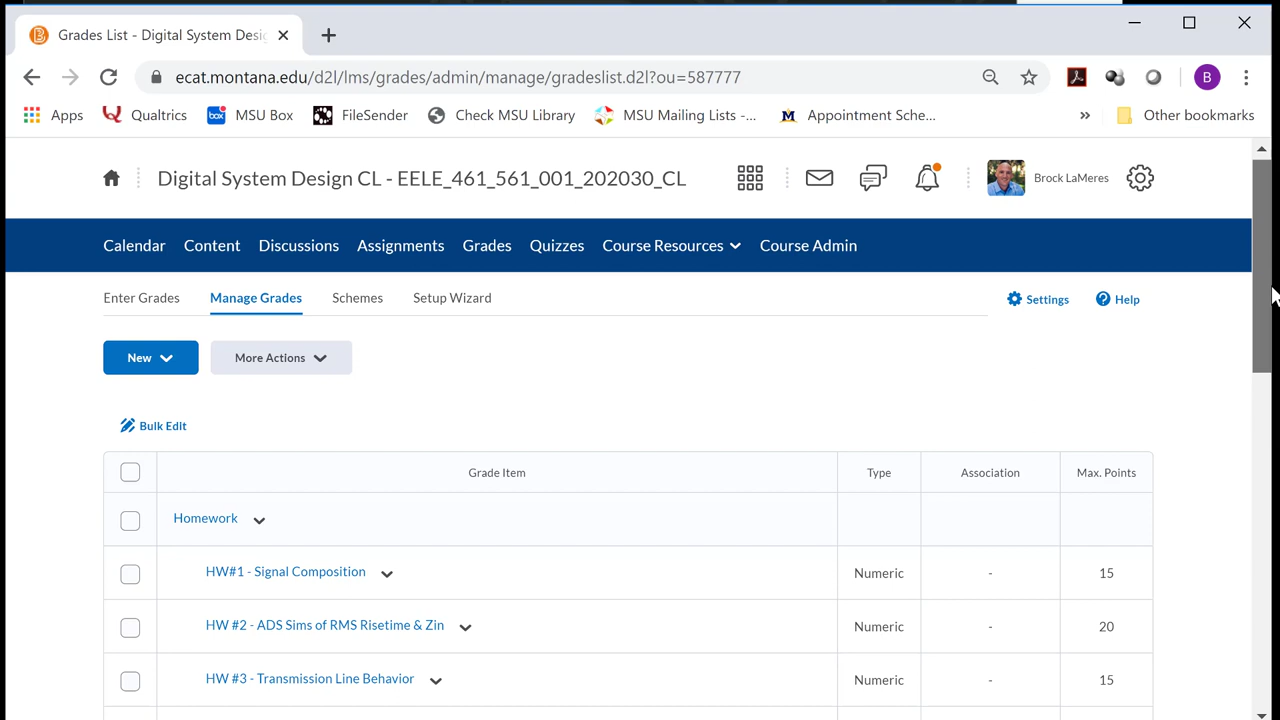 Grades List - Digital System Desig
ecat.montana.edu/d2l/lms/grades/admin/manage/gradeslist.d2l?ou=587777
B
Apps Qualtrics box MSU Box FileSender Check MSU Library MSU Mailing Lists -... M Appointment Sche... » Other bookmarks
Digital System Design CL - EELE_461_561_001_202030_CL Brock LaMeres
Calendar Content Discussions Assignments Grades Quizzes Course Resources Course Admin
Enter Grades Manage Grades Schemes Setup Wizard Settings Help
New More Actions
Bulk Edit
Grade Item Type Association Max. Points
Homework
HW#1 - Signal Composition Numeric - 15
HW #2 - ADS Sims of RMS Risetime & Zin Numeric - 20
HW #3 - Transmission Line Behavior Numeric - 15